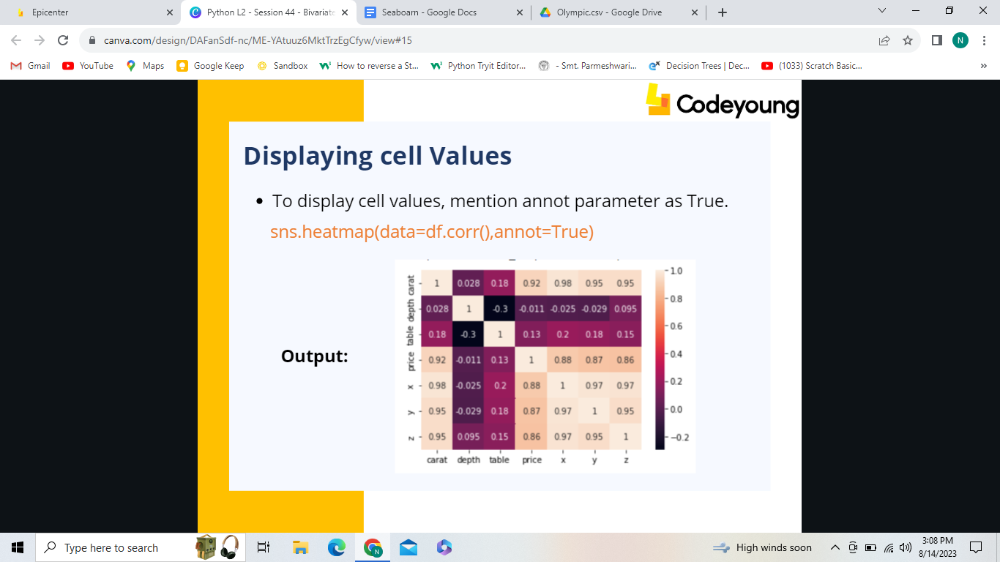 Epicenter
Python L2 - Session 44 - Bivariate
Seaboarn - Google Docs
Olympic.csv - Google Drive
canva.com/design/DAFanSdf-nc/ME-YAtuuz6MktTrzEgCfyw/view#15
N
Gmail
YouTube
Maps
Google Keep
Sandbox
How to reverse a St...
Python Tryit Editor...
- Smt. Parmeshwari...
Decision Trees | Dec...
(1033) Scratch Basic...
»
Codeyoung
Displaying cell Values
• To display cell values, mention annot parameter as True.
sns.heatmap(data=df.corr(),annot=True)
Output:
carat 1 0.028 0.18 0.92 0.98 0.95 0.95
depth 0.028 1 -0.3 -0.011 -0.025 -0.029 0.095
table 0.18 -0.3 1 0.13 0.2 0.18 0.15
price 0.92 -0.011 0.13 1 0.88 0.87 0.86
x 0.98 -0.025 0.2 0.88 1 0.97 0.97
y 0.95 -0.029 0.18 0.87 0.97 1 0.95
z 0.95 0.095 0.15 0.86 0.97 0.95 1
carat depth table price x y z
1.0
0.8
0.6
0.4
0.2
0.0
-0.2
Type here to search
High winds soon
3:08 PM
8/14/2023